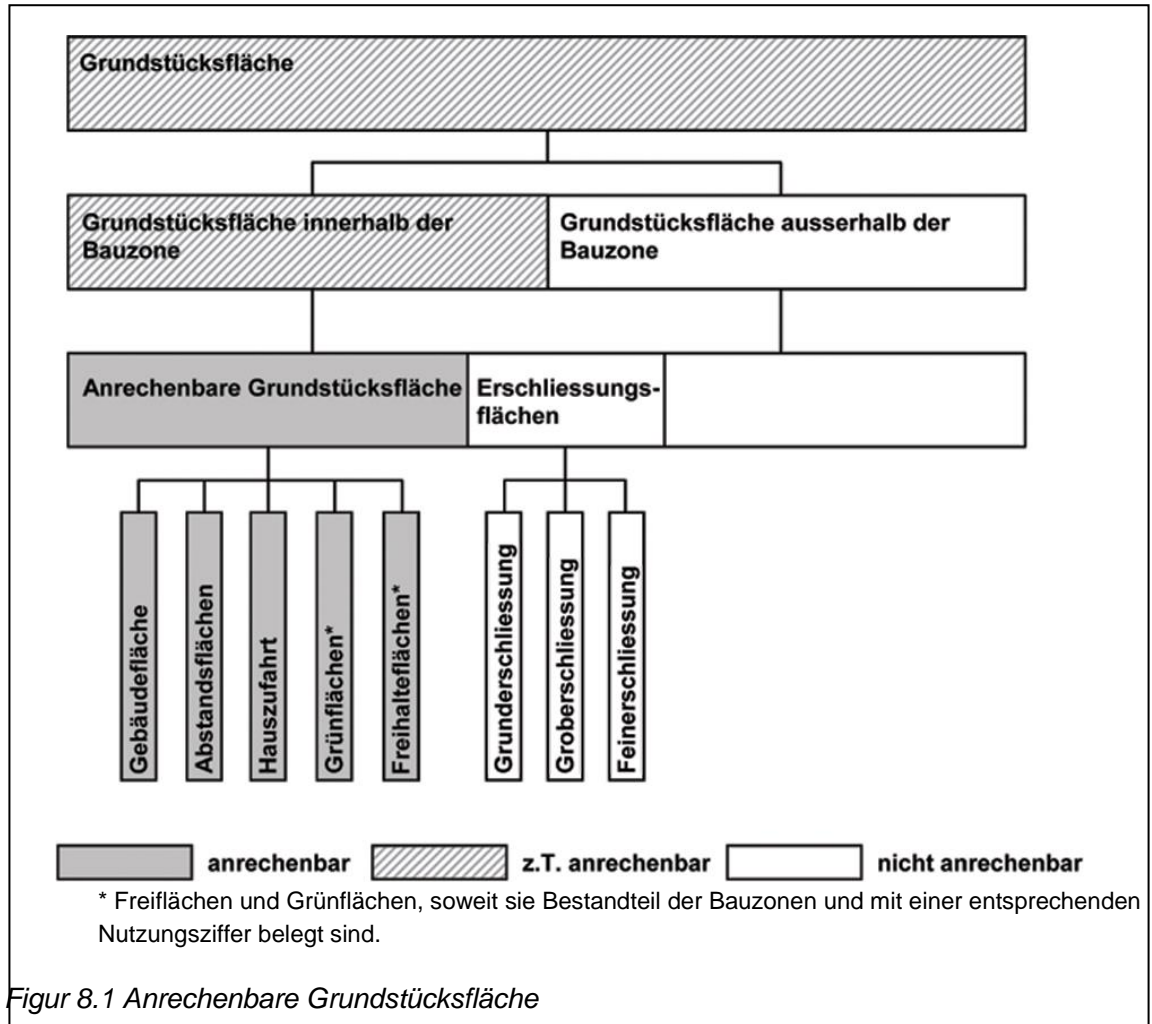 Grundstücksfläche
Grundstücksfläche innerhalb der
Bauzone
Grundstücksfläche ausserhalb der
Bauzone
Anrechenbare Grundstücksfläche
Erschliessungs-
flächen
Gebäudefläche
Abstandsflächen
Hauszufahrt
Grünflächen*
Freihalteflächen*
Grunderschliessung
Groberschliessung
Feinerschliessung
anrechenbar
z.T. anrechenbar
nicht anrechenbar
* Freiflächen und Grünflächen, soweit sie Bestandteil der Bauzonen und mit einer entsprechenden
Nutzungsziffer belegt sind.
Figur 8.1 Anrechenbare Grundstücksfläche